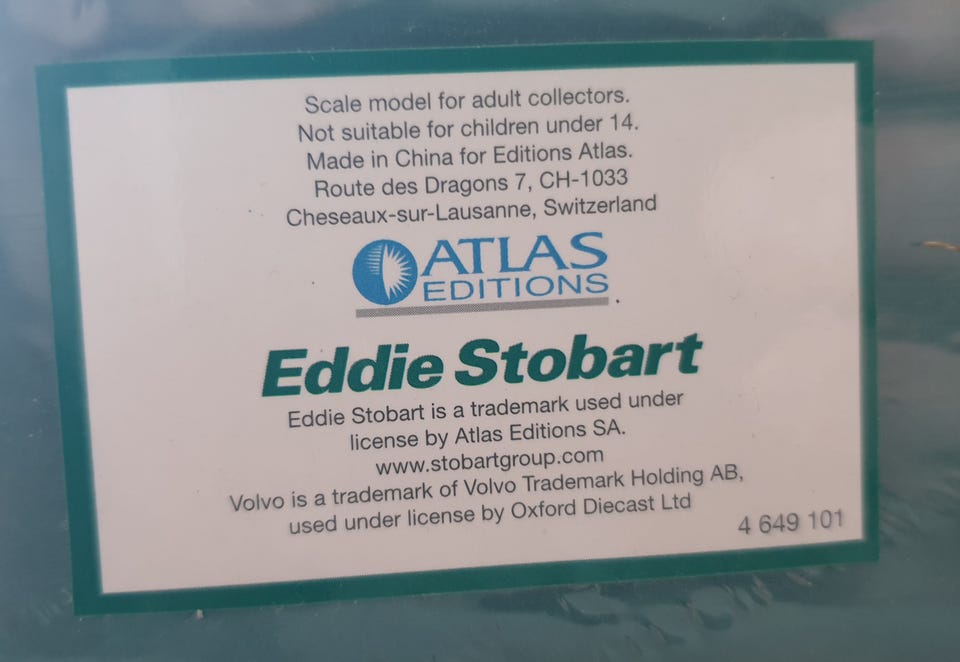 Scale model for adult collectors.
Not suitable for children under 14.
Made in China for Editions Atlas.
Route des Dragons 7, CH-1033
Cheseaux-sur-Lausanne, Switzerland
ATLAS
EDITIONS
Eddie Stobart
Eddie Stobart is a trademark used under
license by Atlas Editions SA.
www.stobartgroup.com
Volvo is a trademark of Volvo Trademark Holding AB,
used under license by Oxford Diecast Ltd
4 649 101